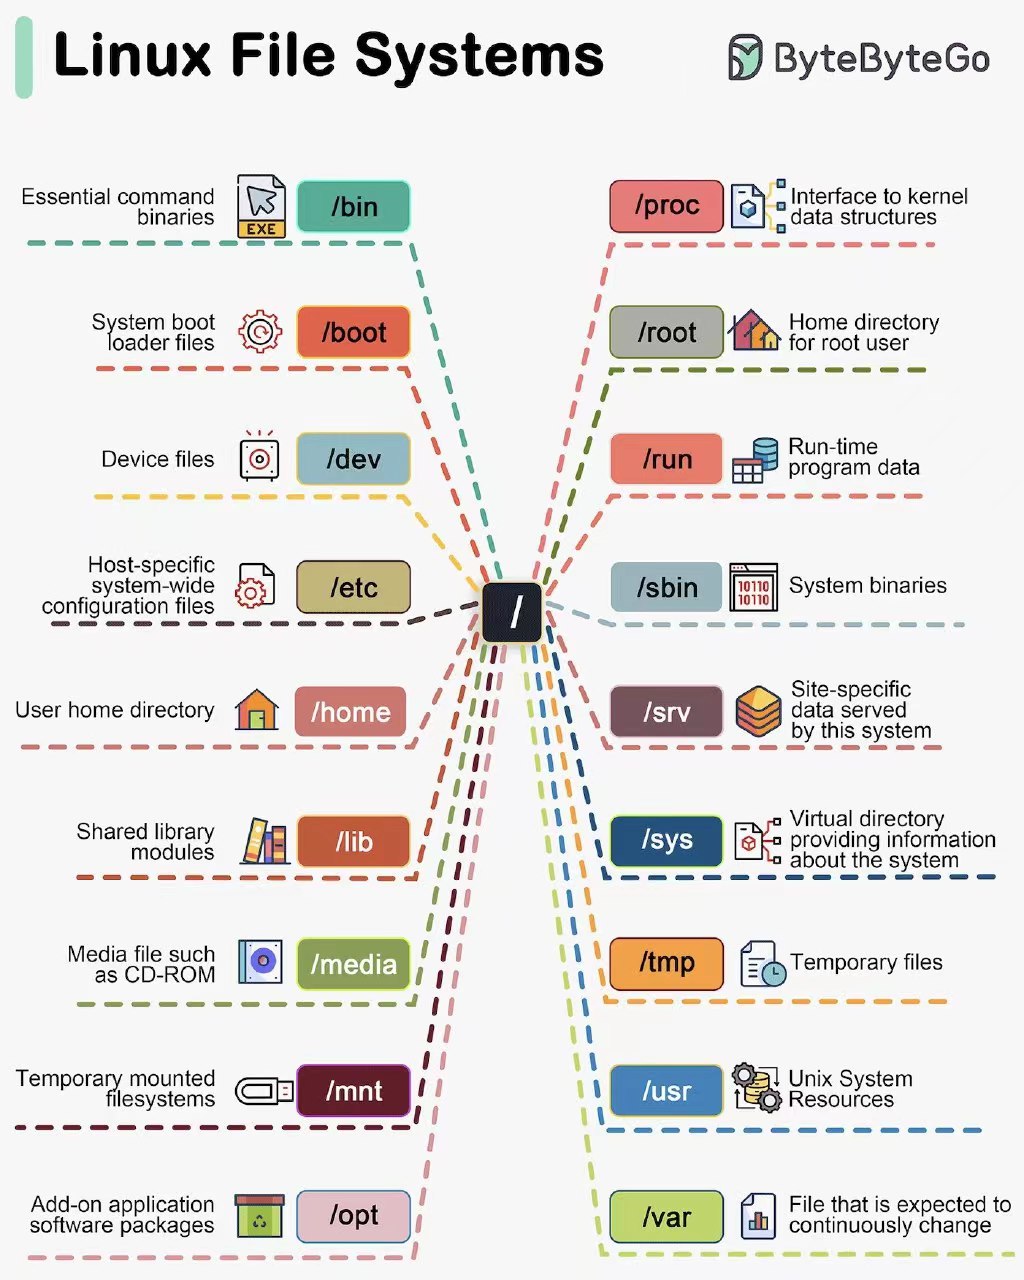 Linux File Systems
ByteByteGo
Essential command
binaries
EXE
/bin
System boot
loader files
/boot
Device files
/dev
Host-specific
system-wide
configuration files
/etc
User home directory
/home
Shared library
modules
/lib
Media file such
as CD-ROM
/media
Temporary mounted
filesystems
/mnt
Add-on application
software packages
/opt
/
/proc
Interface to kernel
data structures
/root
Home directory
for root user
/run
Run-time
program data
/sbin
10110
10110
System binaries
/srv
Site-specific
data served
by this system
/sys
Virtual directory
providing information
about the system
/tmp
Temporary files
/usr
Unix System
Resources
/var
File that is expected to
continuously change